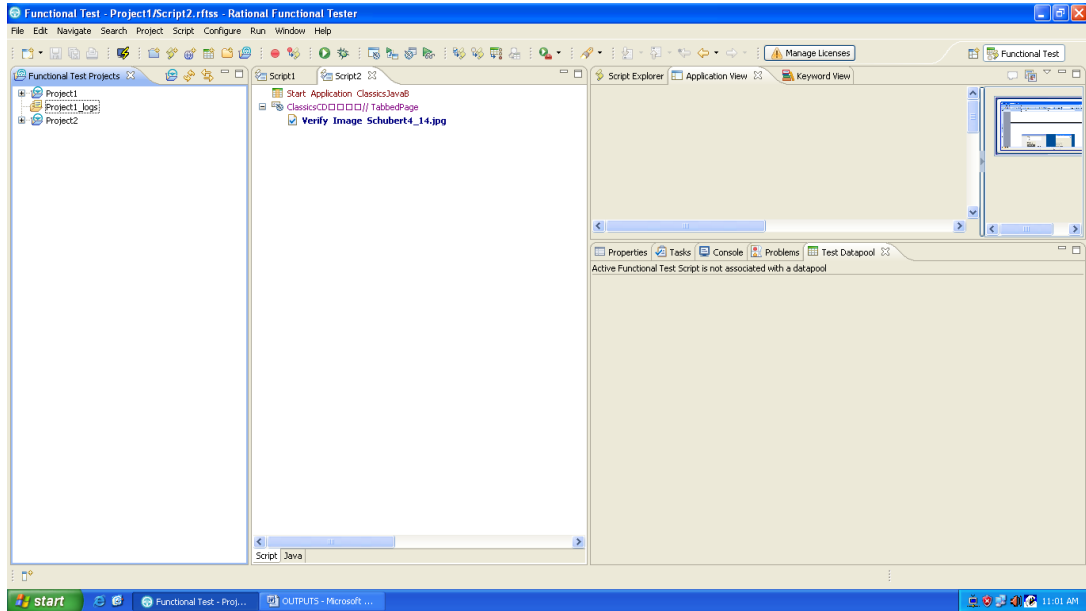 Functional Test - Project1/Script2.rftss - Rational Functional Tester
File Edit Navigate Search Project Script Configure Run Window Help
Manage Licenses
Functional Test
Functional Test Projects
Script1
Script2
Script Explorer
Application View
Keyword View
Project1
Project1_logs
Project2
Start Application ClassicsJavaB
ClassicsCD□□□□// TabbedPage
Verify Image Schubert4_14.jpg
Properties
Tasks
Console
Problems
Test Datapool
Active Functional Test Script is not associated with a datapool
Script
Java
start
Functional Test - Proj...
OUTPUTS - Microsoft ...
11:01 AM